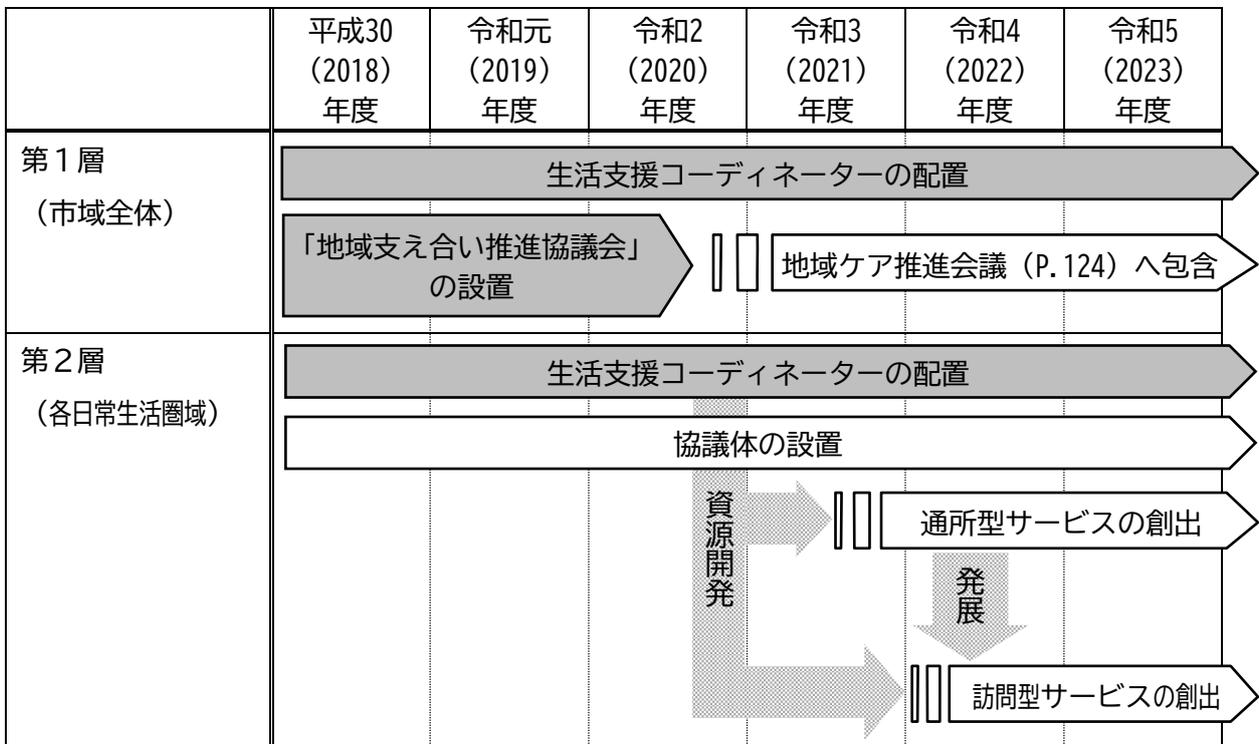 平成30
（2018）
年度
令和元
（2019）
年度
令和2
（2020）
年度
令和3
（2021）
年度
令和4
（2022）
年度
令和5
（2023）
年度
第１層
（市域全体）
生活支援コーディネーターの配置
「地域支え合い推進協議会」
の設置
地域ケア推進会議（P.124）へ包含
第２層
（各日常生活圏域）
生活支援コーディネーターの配置
協議体の設置
資源開発
通所型サービスの創出
発展
訪問型サービスの創出